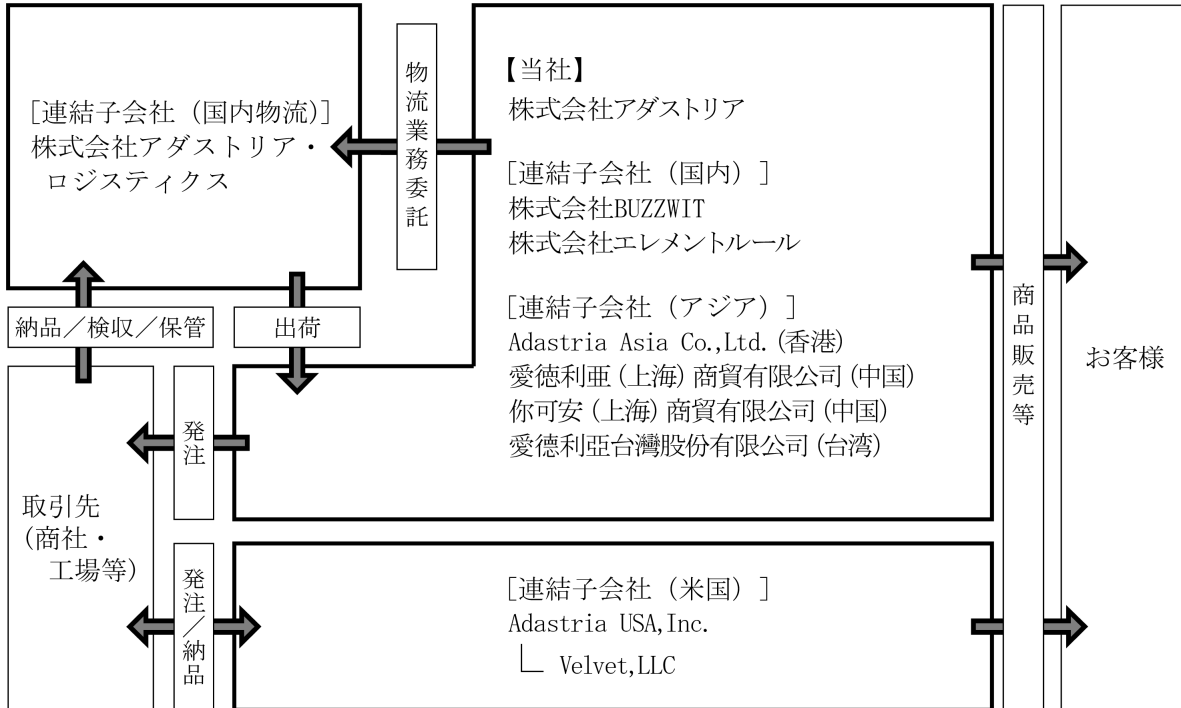 [連結子会社（国内物流)]
株式会社アダストリア・
ロジスティクス
物流業務委託
【当社】
株式会社アダストリア
［連結子会社（国内）］
株式会社BUZZWIT
株式会社エレメントルール
［連結子会社（アジア）］
Adastria Asia Co.,Ltd.(香港)
愛徳利亜(上海)商貿有限公司(中国)
你可安(上海)商貿有限公司(中国)
愛德利亞台灣股份有限公司(台湾)
納品／検収／保管
出荷
発注
取引先
(商社・
工場等)
発注／納品
［連結子会社（米国）］
Adastria USA,Inc.
Velvet,LLC
商品販売等
お客様